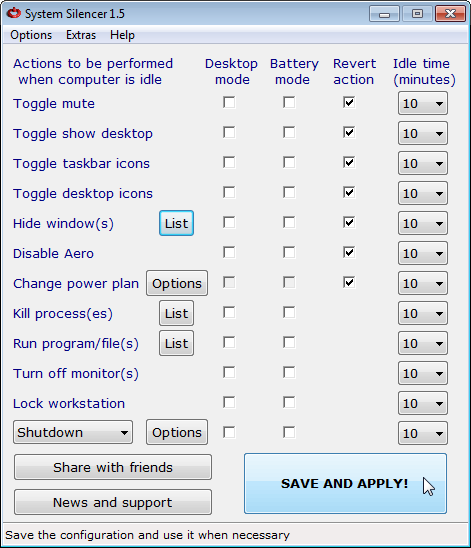 System Silencer 1.5
Options Extras Help
Actions to be performed Desktop Battery Revert Idle time
when computer is idle mode mode action (minutes)
Toggle mute 10
Toggle show desktop 10
Toggle taskbar icons 10
Toggle desktop icons 10
Hide window(s) List 10
Disable Aero 10
Change power plan Options 10
Kill process(es) List 10
Run program/file(s) List 10
Turn off monitor(s) 10
Lock workstation 10
Shutdown Options 10
Share with friends
SAVE AND APPLY!
News and support
Save the configuration and use it when necessary